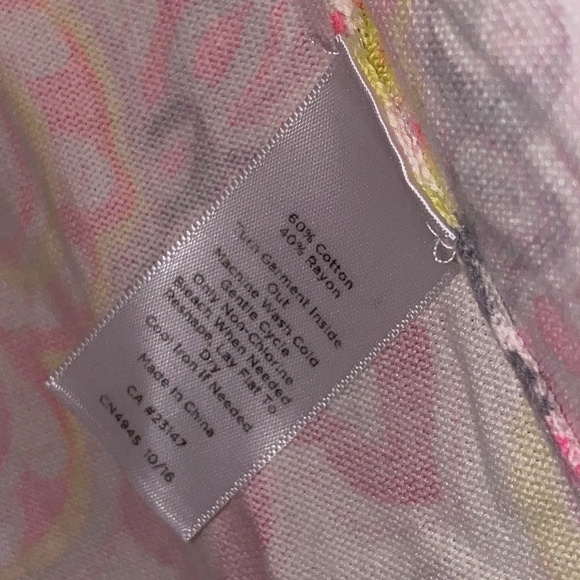 60% Cotton
40% Rayon
Turn Garment Inside
Out
Machine Wash Cold
Gentle Cycle
Only Non-Chlorine
Bleach When Needed
Reshape, Lay Flat To
Dry
Cool Iron If Needed
Made In China
CA #23147
CN4945 10/16